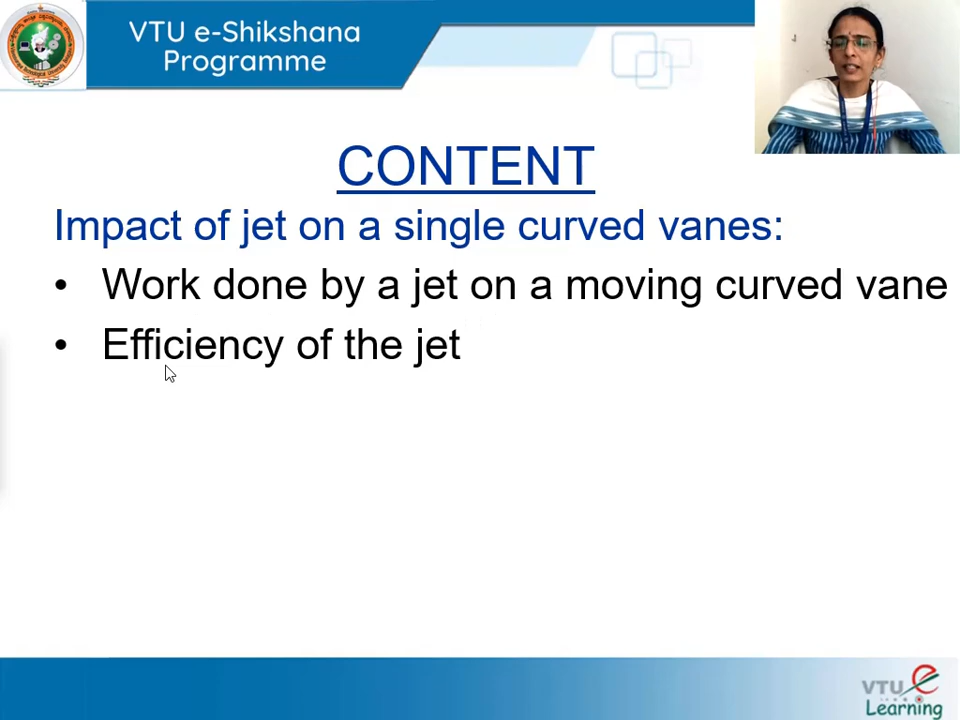 VTU e-Shikshana
Programme
CONTENT
Impact of jet on a single curved vanes:
• Work done by a jet on a moving curved vane
• Efficiency of the jet
VTU e
Learning